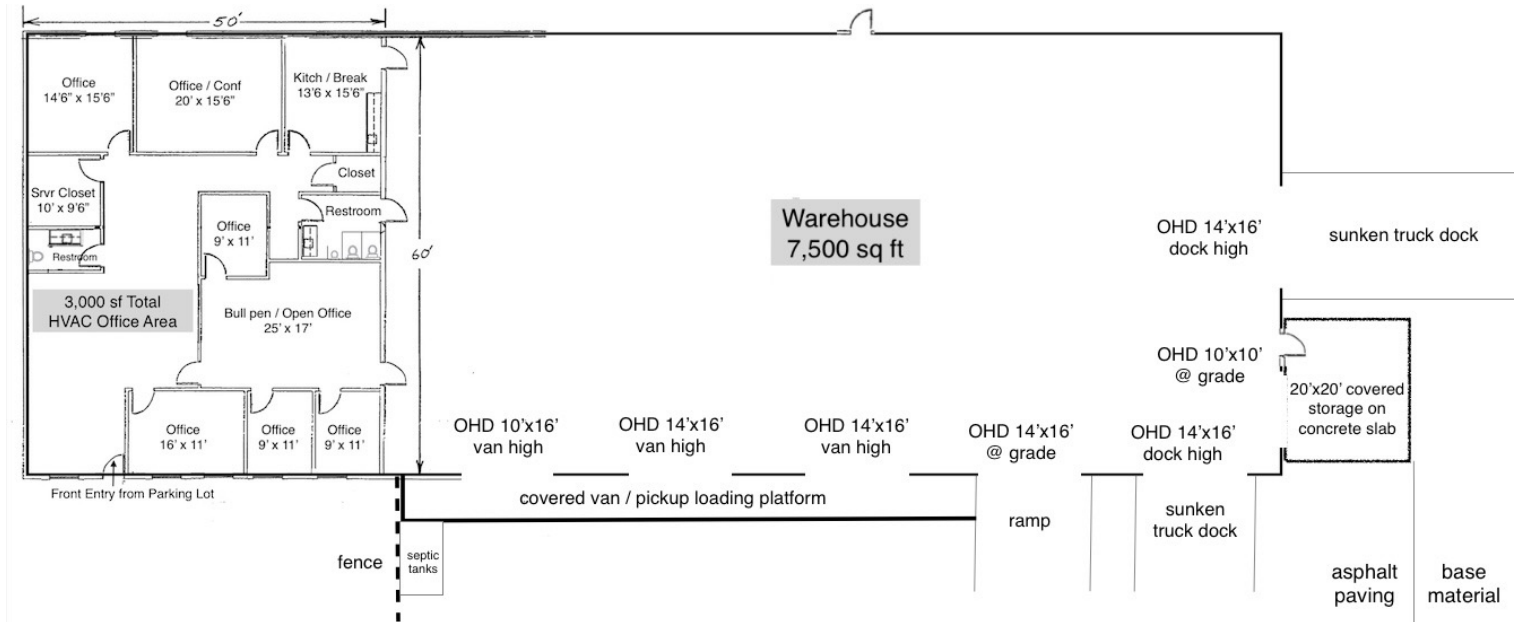 50'
Office
14'6" x 15'6"
Office / Conf
20' x 15'6"
Kitch / Break
13'6 x 15'6"
Closet
Srvr Closet
10' x 9'6"
Restroom
Office
9' x 11'
Restroom
60'
3,000 sf Total
HVAC Office Area
Bull pen / Open Office
25' x 17'
Office
16' x 11'
Office
9' x 11'
Office
9' x 11'
Front Entry from Parking Lot
Warehouse
7,500 sq ft
OHD 14'x16'
dock high
sunken truck dock
OHD 10'x10'
@ grade
20'x20' covered
storage on
concrete slab
OHD 10'x16'
van high
OHD 14'x16'
van high
OHD 14'x16'
van high
OHD 14'x16'
@ grade
OHD 14'x16'
dock high
covered van / pickup loading platform
ramp
sunken
truck dock
fence
septic
tanks
asphalt
paving
base
material